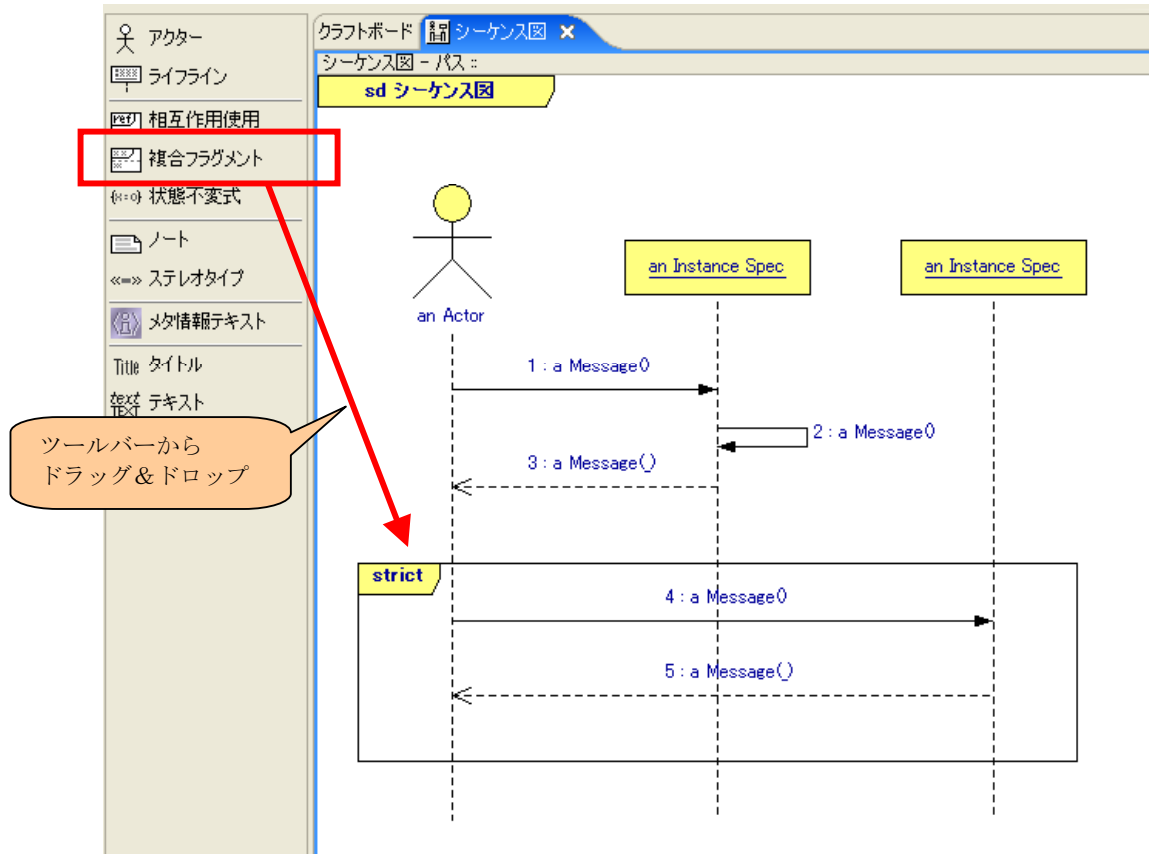 アクター
ライフライン
ref
相互作用使用
複合フラグメント
{x=0} 状態不変式
ノート
«=» ステレオタイプ
メタ情報テキスト
Title タイトル
text
TEXT
テキスト
ツールバーから
ドラッグ&ドロップ
クラフトボード
シーケンス図
シーケンス図 - パス ::
sd シーケンス図
an Actor
an Instance Spec
an Instance Spec
1 : a Message()
2 : a Message()
3 : a Message()
strict
4 : a Message()
5 : a Message()